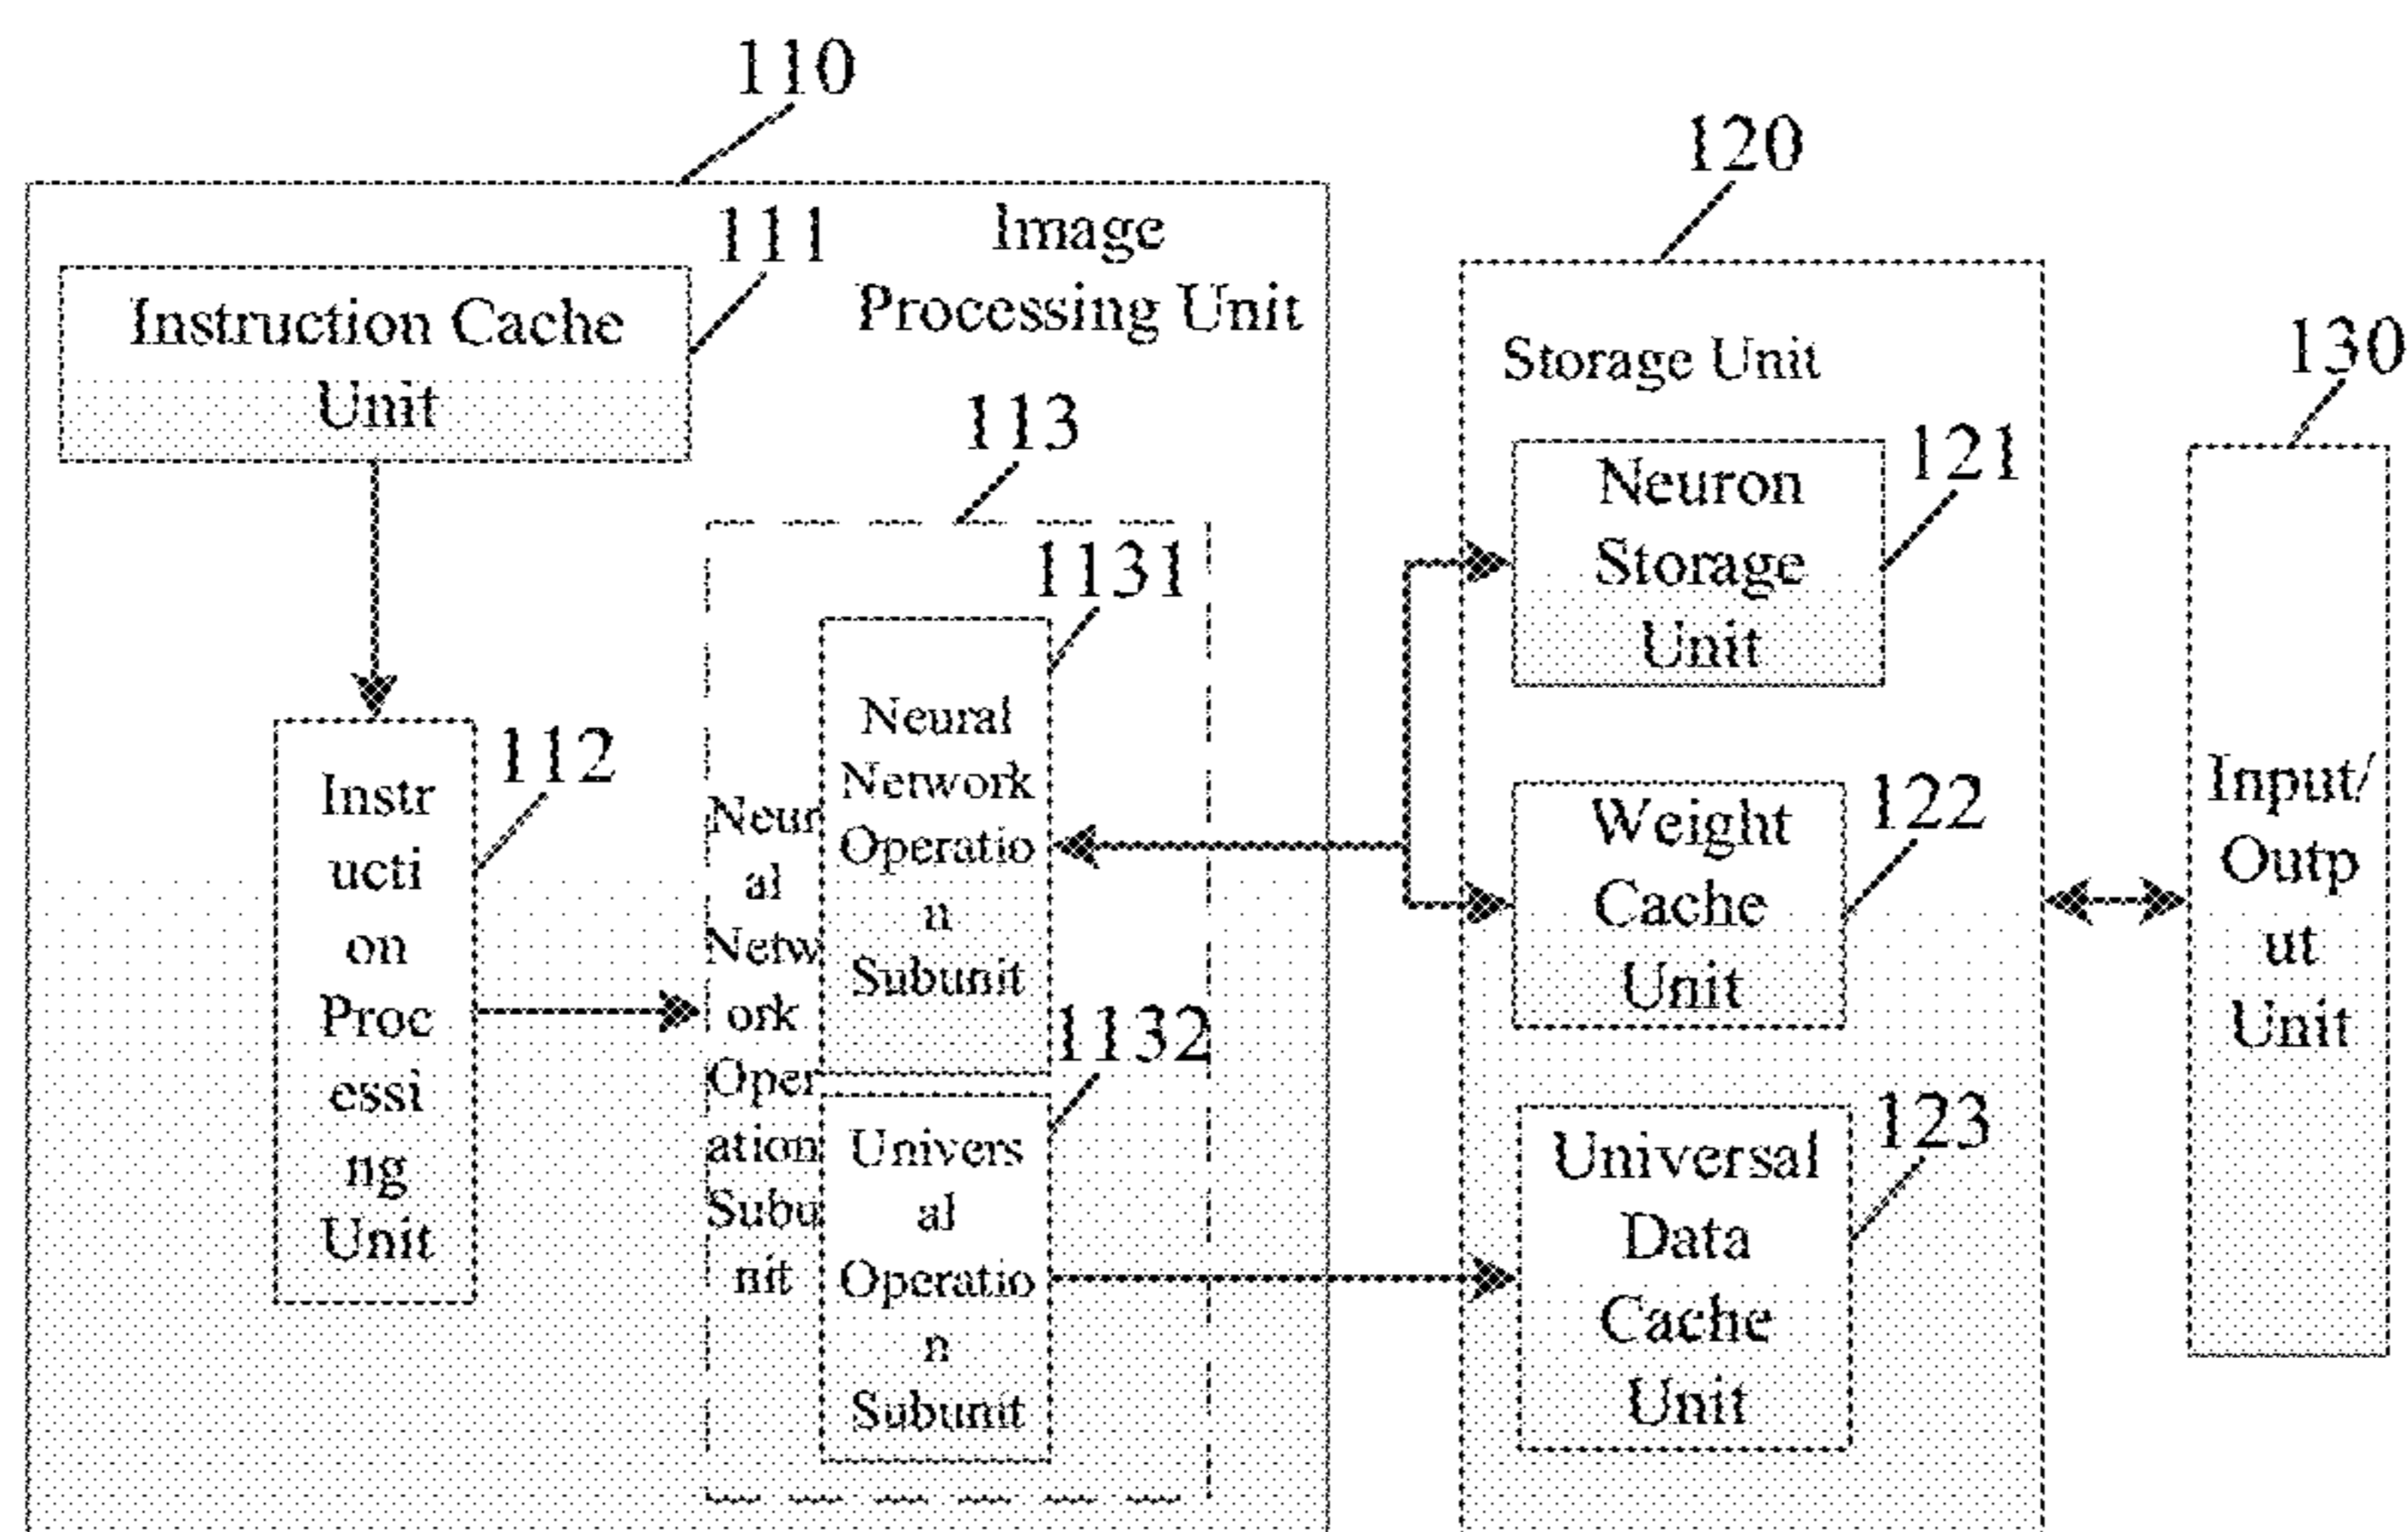 110
120
111
Image
Processing Unit
Instruction Cache
Unit
Storage Unit
130
113
121
Neuron
Storage
Unit
1131
112
Instr
ucti
on
Proc
essi
ng
Unit
Neur
al
Netw
ork
Oper
ation
Subu
nit
Neural
Network
Operatio
n
Subunit
1132
Univers
al
Operatio
n
Subunit
122
Weight
Cache
Unit
123
Universal
Data
Cache
Unit
Input/
Outp
ut
Unit